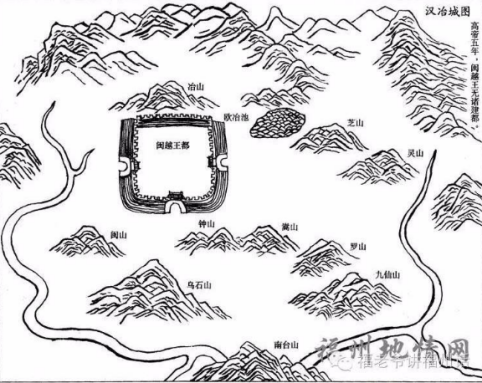 汉冶城图
高帝五年,闽越王无诸建都。
冶山
欧冶池
芝山
闽越王都
灵山
钟山
嵩山
闽山
罗山
乌石山
九仙山
南台山
福州地情网